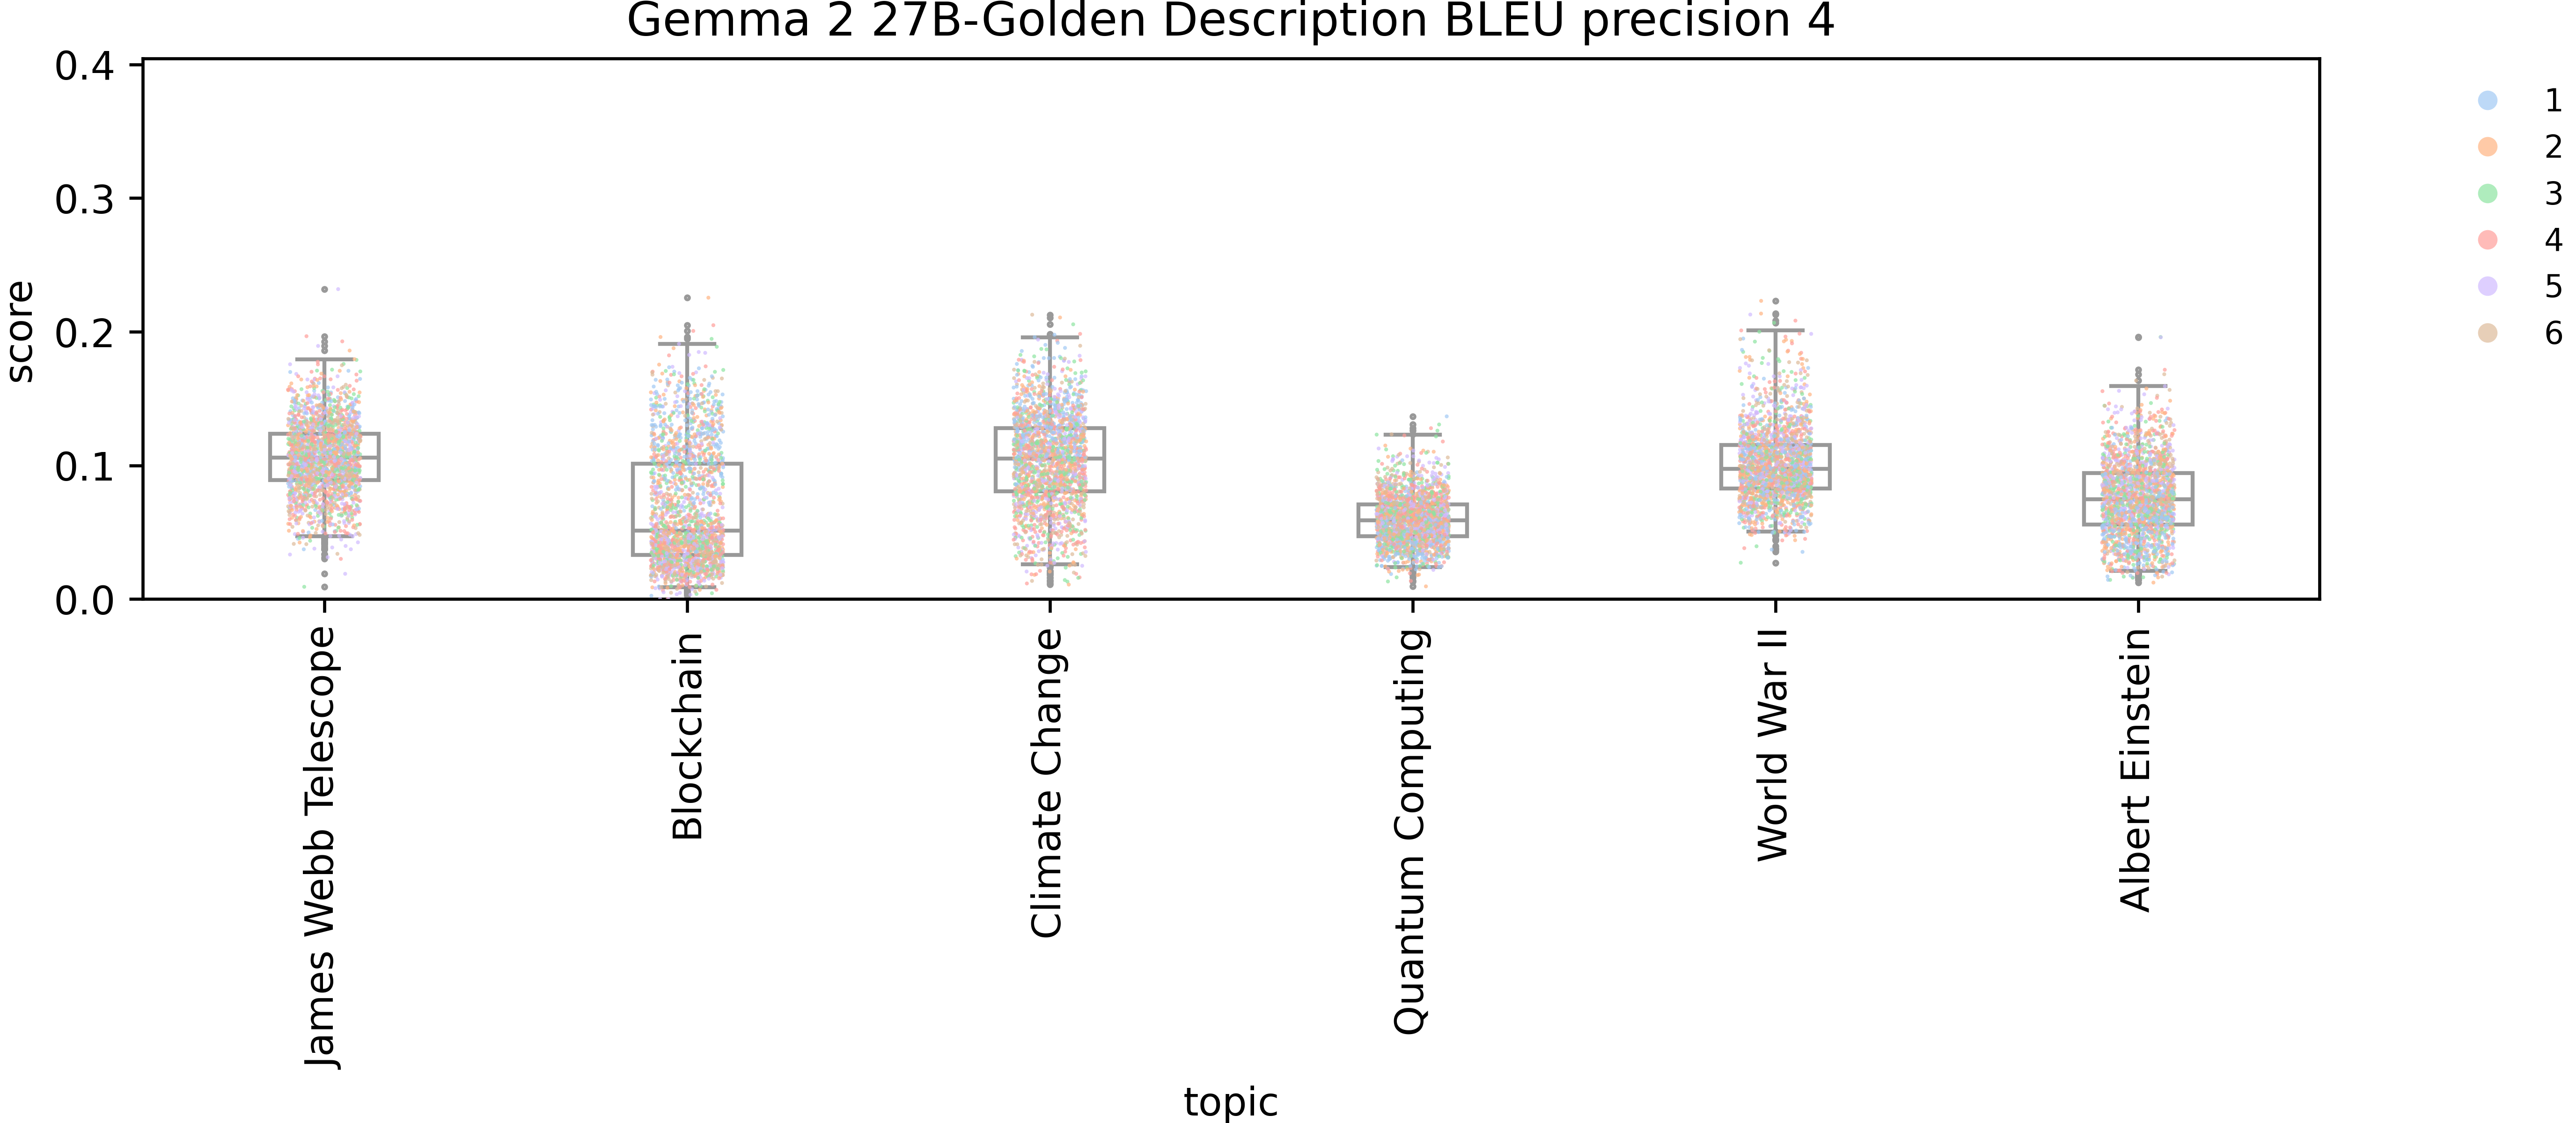 Gemma 2 27B-Golden Description BLEU precision 4
score
0.4
0.3
0.2
0.1
0.0
James Webb Telescope
Blockchain
Climate Change
Quantum Computing
World War II
Albert Einstein
topic
1
2
3
4
5
6